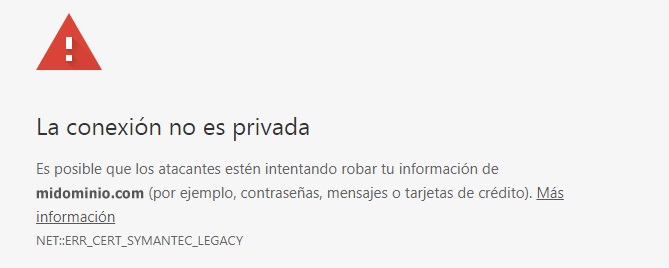 La conexión no es privada
Es posible que los atacantes estén intentando robar tu información de
midominio.com (por ejemplo, contraseñas, mensajes o tarjetas de crédito). Más
información
NET::ERR_CERT_SYMANTEC_LEGACY